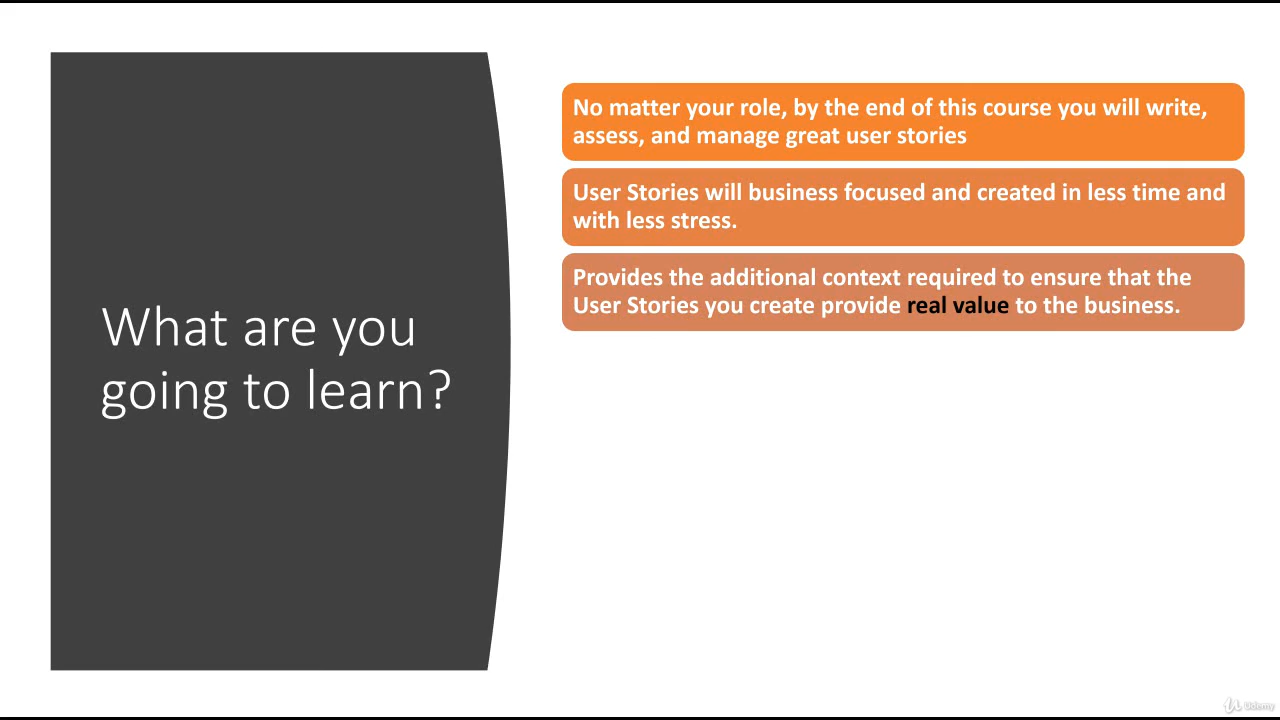 What are you
going to learn?
No matter your role, by the end of this course you will write,
assess, and manage great user stories
User Stories will business focused and created in less time and
with less stress.
Provides the additional context required to ensure that the
User Stories you create provide real value to the business.
Udemy